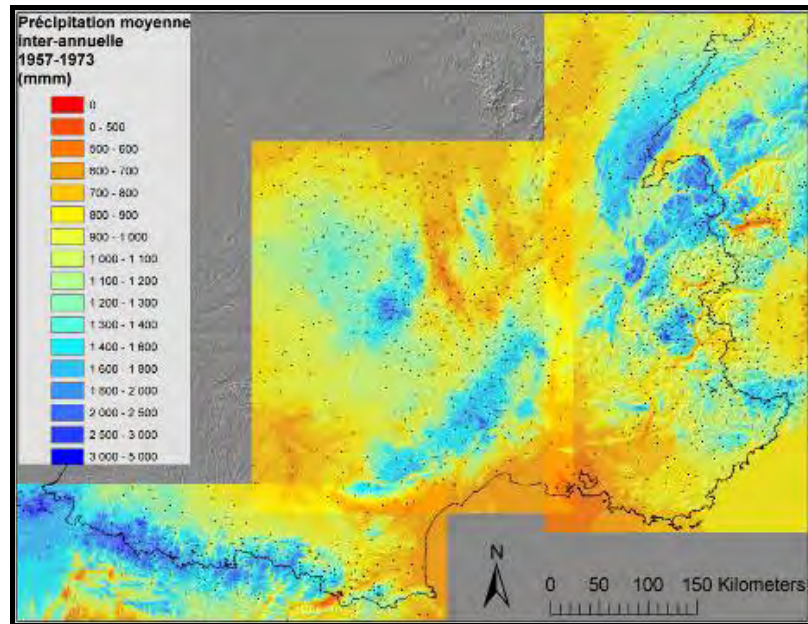 Précipitation moyenne
inter-annuelle
1957-1973
(mmm)
0
0 - 500
500 - 600
600 - 700
700 - 800
800 - 900
900 - 1 000
1 000 - 1 100
1 100 - 1 200
1 200 - 1 300
1 300 - 1 400
1 400 - 1 600
1 600 - 1 800
1 800 - 2 000
2 000 - 2 500
2 500 - 3 000
3 000 - 5 000
N
0 50 100 150 Kilometers